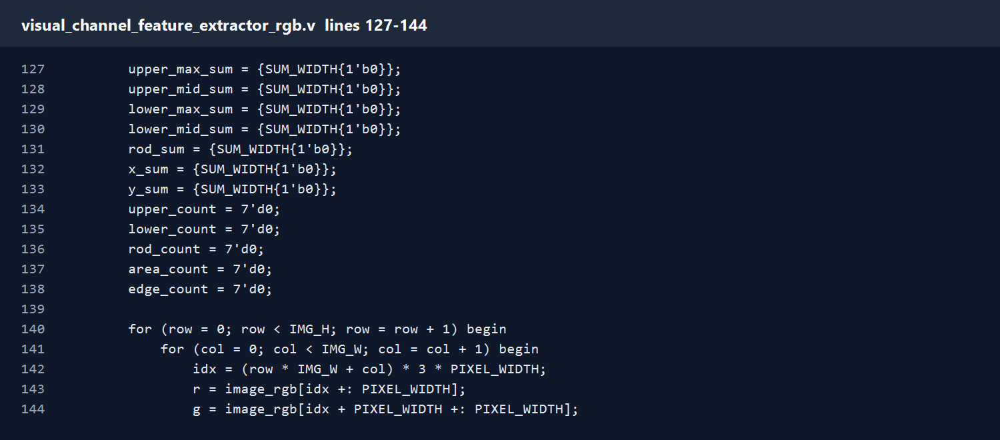 visual_channel_feature_extractor_rgb.v  lines 127-144
127          upper_max_sum = {SUM_WIDTH{1'b0}};
128          upper_mid_sum = {SUM_WIDTH{1'b0}};
129          lower_max_sum = {SUM_WIDTH{1'b0}};
130          lower_mid_sum = {SUM_WIDTH{1'b0}};
131          rod_sum = {SUM_WIDTH{1'b0}};
132          x_sum = {SUM_WIDTH{1'b0}};
133          y_sum = {SUM_WIDTH{1'b0}};
134          upper_count = 7'd0;
135          lower_count = 7'd0;
136          rod_count = 7'd0;
137          area_count = 7'd0;
138          edge_count = 7'd0;
139
140          for (row = 0; row < IMG_H; row = row + 1) begin
141              for (col = 0; col < IMG_W; col = col + 1) begin
142                  idx = (row * IMG_W + col) * 3 * PIXEL_WIDTH;
143                  r = image_rgb[idx +: PIXEL_WIDTH];
144                  g = image_rgb[idx + PIXEL_WIDTH +: PIXEL_WIDTH];